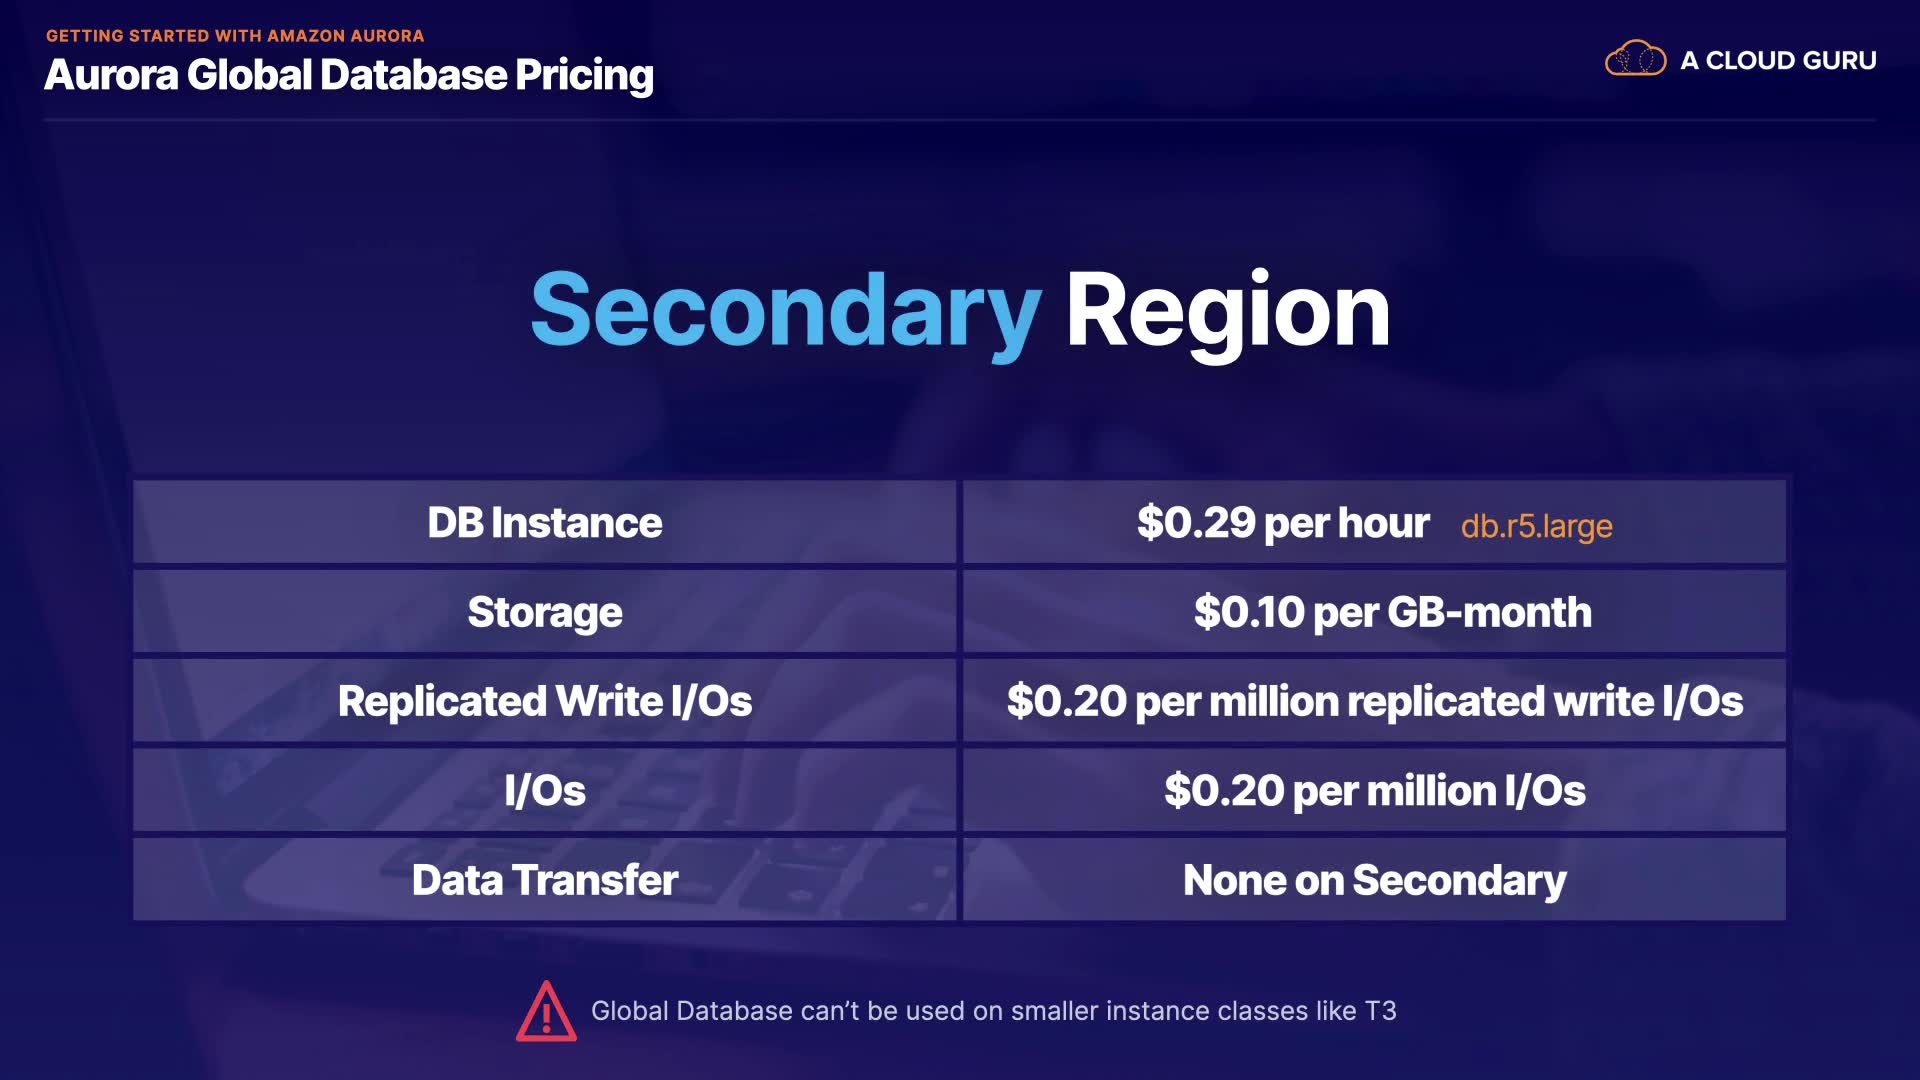 GETTING STARTED WITH AMAZON AURORA
Aurora Global Database Pricing
A CLOUD GURU
Secondary Region
DB Instance $0.29 per hour db.r5.large
Storage $0.10 per GB-month
Replicated Write I/Os $0.20 per million replicated write I/Os
I/Os $0.20 per million I/Os
Data Transfer None on Secondary
Global Database can’t be used on smaller instance classes like T3